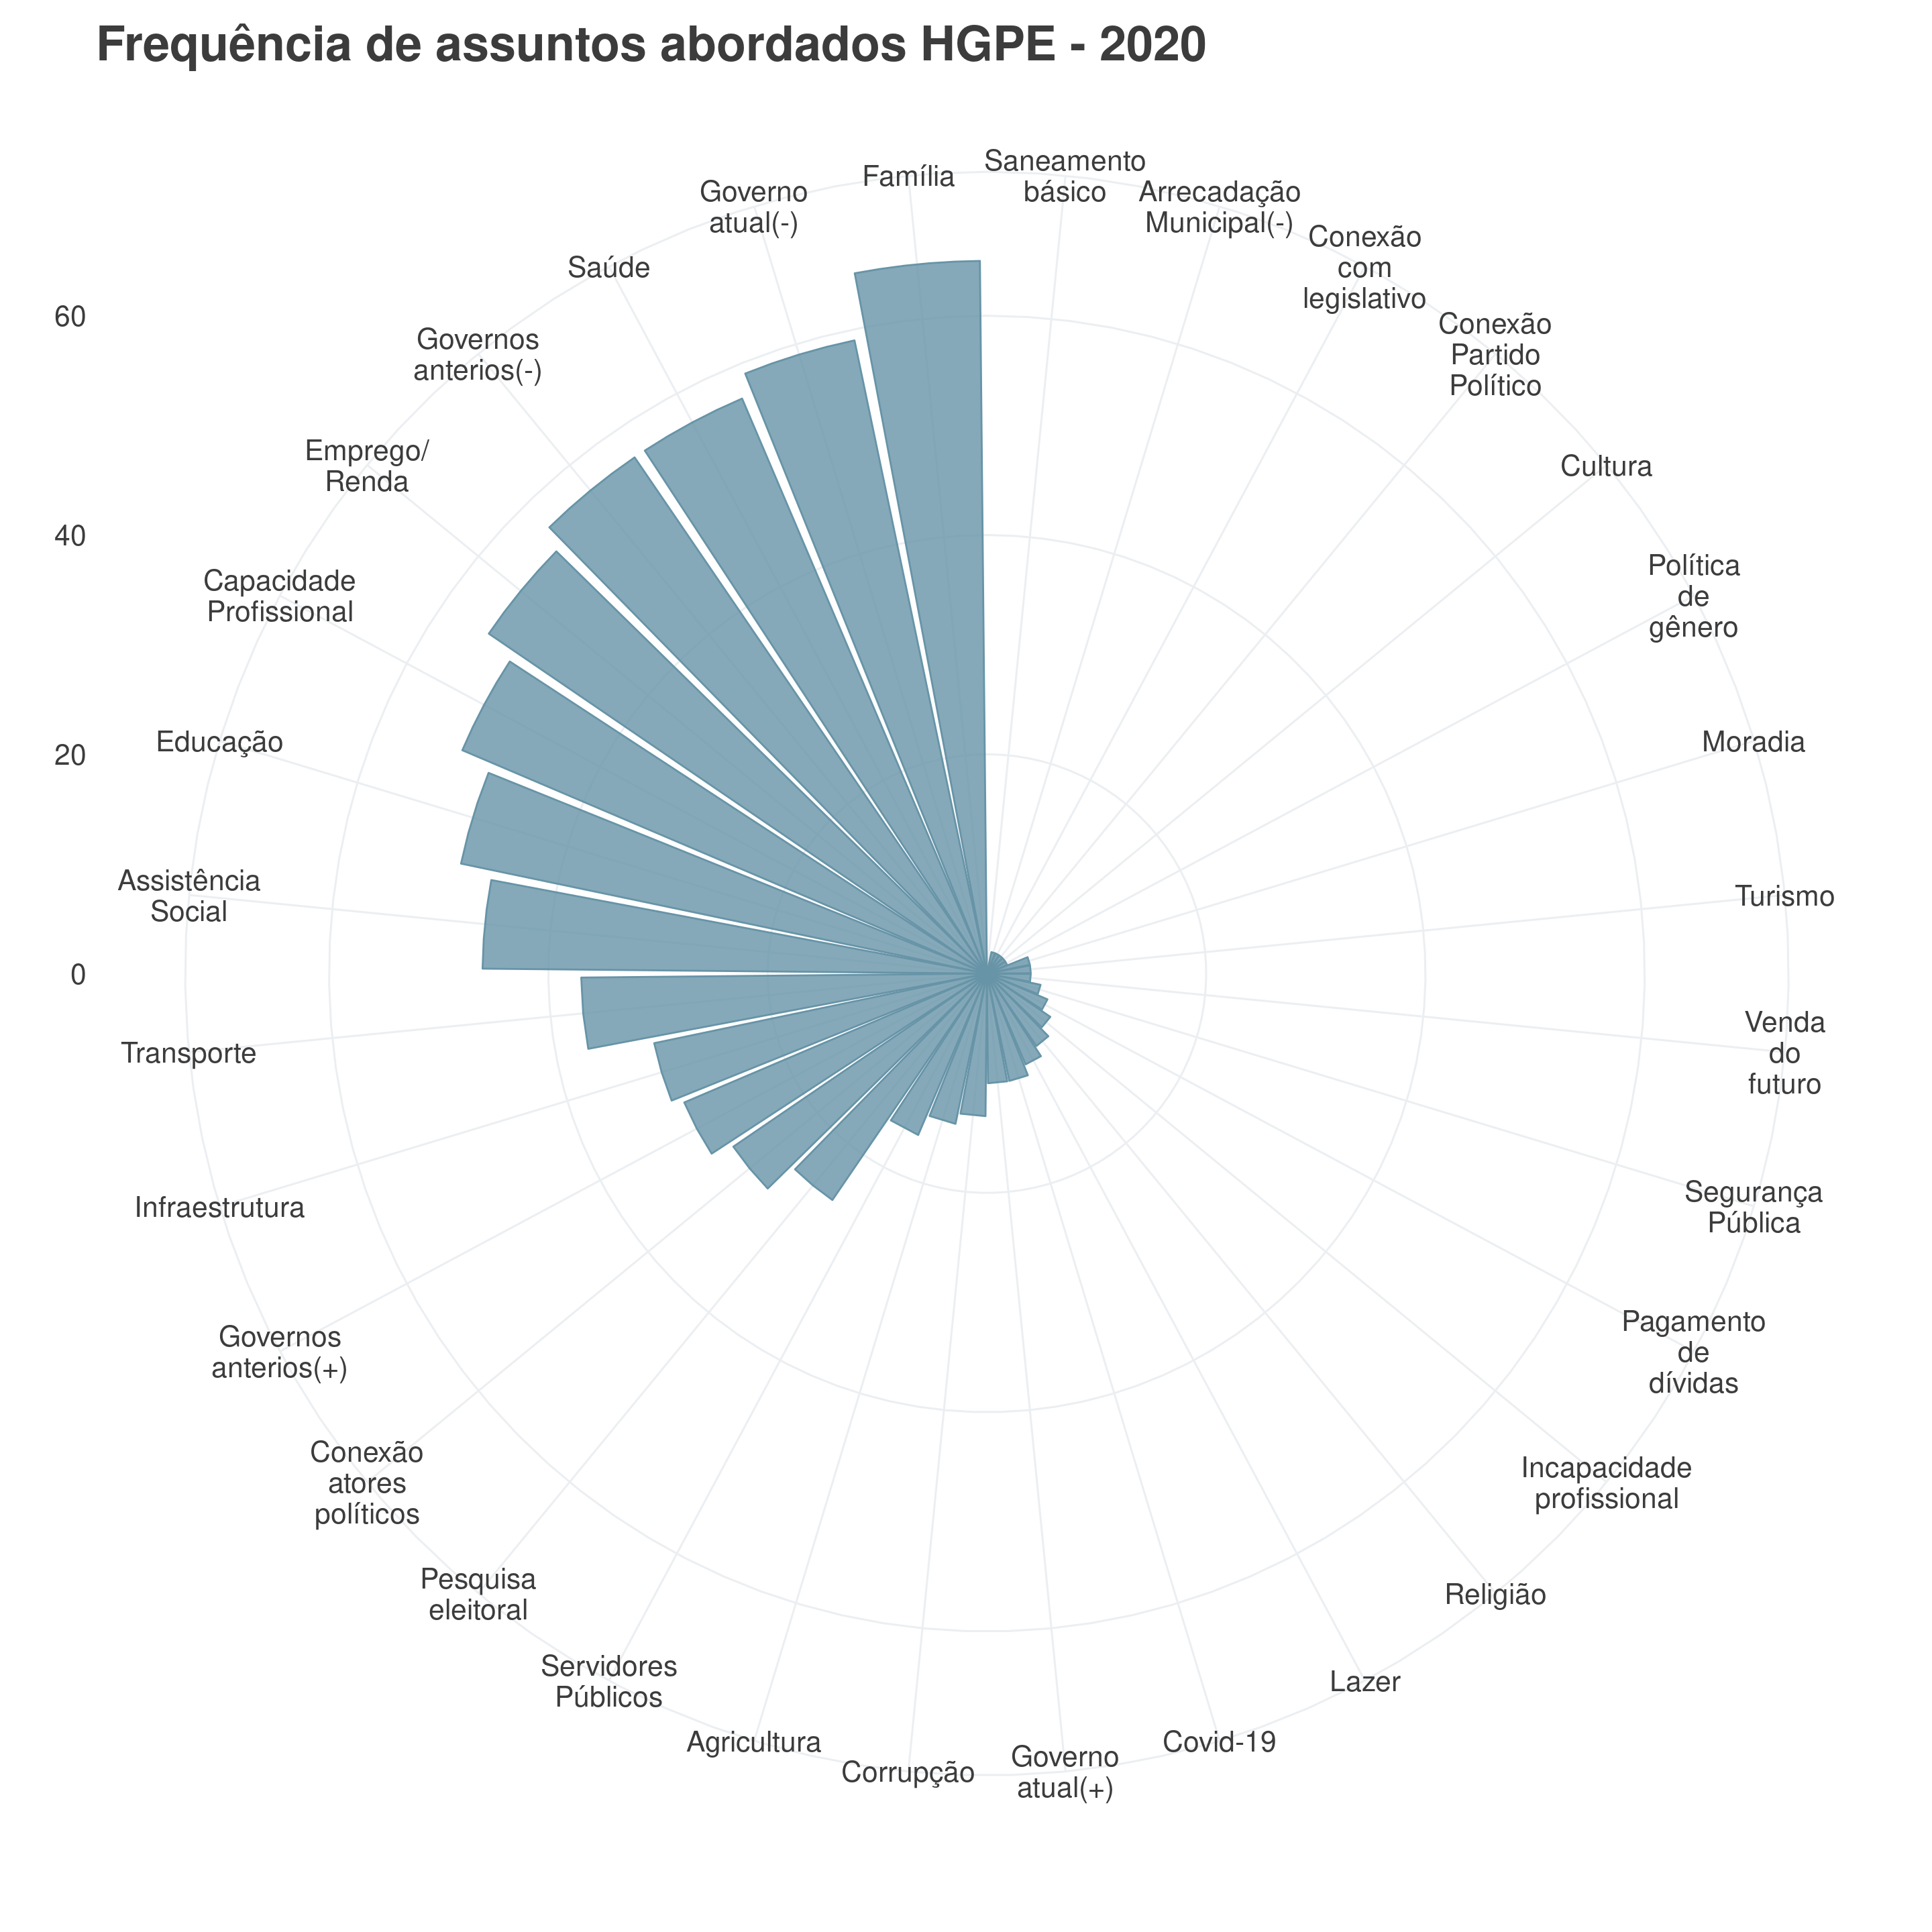 Frequência de assuntos abordados HGPE - 2020
Saneamento
básico
Arrecadação
Municipal(-)
Conexão
com
legislativo
Conexão
Partido
Político
Cultura
Política
de
gênero
Moradia
Turismo
Venda
do
futuro
Segurança
Pública
Pagamento
de
dívidas
Incapacidade
profissional
Religião
Lazer
Covid-19
Governo
atual(+)
Corrupção
Agricultura
Servidores
Públicos
Pesquisa
eleitoral
Conexão
atores
políticos
Governos
anterios(+)
Infraestrutura
Transporte
Assistência
Social
Educação
Capacidade
Profissional
Emprego/
Renda
Governos
anterios(-)
Saúde
Governo
atual(-)
Família
60
40
20
0